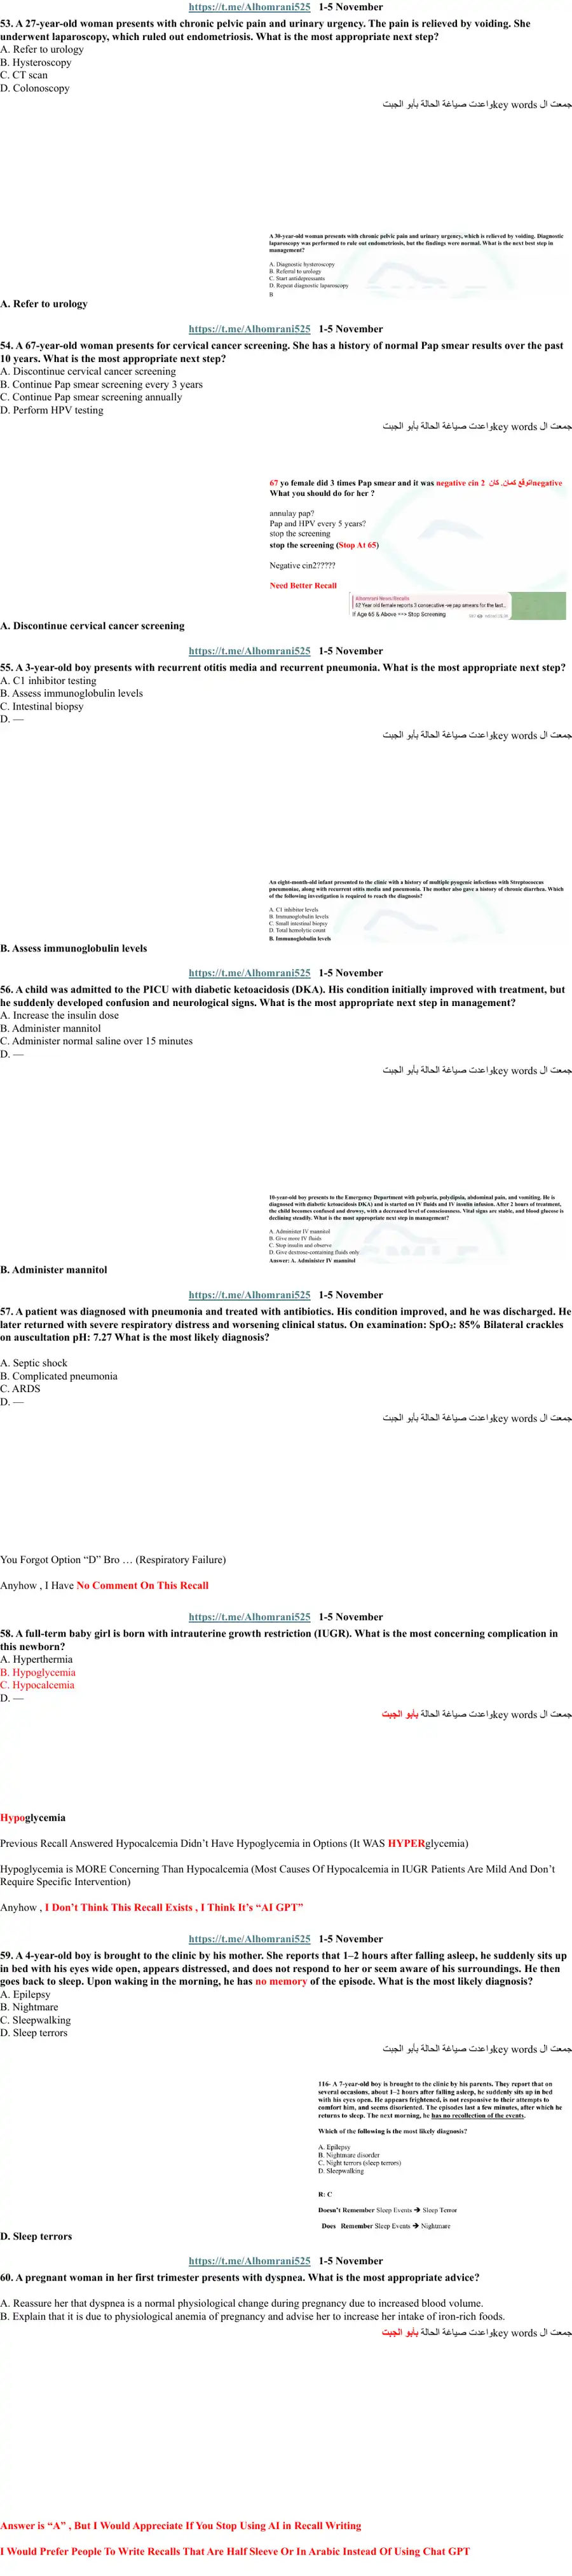 https://t.me/Alhomrani525 1-5 November
53. A 27-year-old woman presents with chronic pelvic pain and urinary urgency. The pain is relieved by voiding. She
underwent laparoscopy, which ruled out endometriosis. What is the most appropriate next step?
A. Refer to urology
B. Hysteroscopy
C. CT scan
D. Colonoscopy
جمعت ال key words واعدت صياغة الحالة بأبو الجبت
A 30-year-old woman presents with chronic pelvic pain and urinary urgency, which is relieved by voiding. Diagnostic
laparoscopy was performed to rule out endometriosis, but the findings were normal. What is the next best step in
management?
A. Diagnostic hysteroscopy
B. Referral to urology
C. Start antidepressants
D. Repeat diagnostic laparoscopy
B
A. Refer to urology
https://t.me/Alhomrani525 1-5 November
54. A 67-year-old woman presents for cervical cancer screening. She has a history of normal Pap smear results over the past
10 years. What is the most appropriate next step?
A. Discontinue cervical cancer screening
B. Continue Pap smear screening every 3 years
C. Continue Pap smear screening annually
D. Perform HPV testing
جمعت ال key words واعدت صياغة الحالة بأبو الجبت
67 yo female did 3 times Pap smear and it was negative cin 2 اتوقع كمان. كان negative
What you should do for her ?
annulay pap?
Pap and HPV every 5 years?
stop the screening
stop the screening (Stop At 65)
Negative cin2?????
Need Better Recall
Alhomrani News/Recalls
62 Year old female reports 3 consecutive -ve pap smears for the last...
If Age 65 & Above ==> Stop Screening
A. Discontinue cervical cancer screening
https://t.me/Alhomrani525 1-5 November
55. A 3-year-old boy presents with recurrent otitis media and recurrent pneumonia. What is the most appropriate next step?
A. C1 inhibitor testing
B. Assess immunoglobulin levels
C. Intestinal biopsy
D. —
جمعت ال key words واعدت صياغة الحالة بأبو الجبت
An eight-month-old infant presented to the clinic with a history of multiple pyogenic infections with Streptococcus
pneumoniae, along with recurrent otitis media and pneumonia. The mother also gave a history of chronic diarrhea. Which
of the following investigation is required to reach the diagnosis?
A. C1 inhibitor levels
B. Immunoglobulin levels
C. Small intestinal biopsy
D. Total hemolytic count
B. Immunoglobulin levels
B. Assess immunoglobulin levels
https://t.me/Alhomrani525 1-5 November
56. A child was admitted to the PICU with diabetic ketoacidosis (DKA). His condition initially improved with treatment, but
he suddenly developed confusion and neurological signs. What is the most appropriate next step in management?
A. Increase the insulin dose
B. Administer mannitol
C. Administer normal saline over 15 minutes
D. —
جمعت ال key words واعدت صياغة الحالة بأبو الجبت
10-year-old boy presents to the Emergency Department with polyuria, polydipsia, abdominal pain, and vomiting. He is
diagnosed with diabetic ketoacidosis DKA) and is started on IV fluids and IV insulin infusion. After 2 hours of treatment,
the child becomes confused and drowsy, with a decreased level of consciousness. Vital signs are stable, and blood glucose is
declining steadily. What is the most appropriate next step in management?
A. Administer IV mannitol
B. Give more IV fluids
C. Stop insulin and observe
D. Give dextrose-containing fluids only
Answer: A. Administer IV mannitol
B. Administer mannitol
https://t.me/Alhomrani525 1-5 November
57. A patient was diagnosed with pneumonia and treated with antibiotics. His condition improved, and he was discharged. He
later returned with severe respiratory distress and worsening clinical status. On examination: SpO₂: 85% Bilateral crackles
on auscultation pH: 7.27 What is the most likely diagnosis?
A. Septic shock
B. Complicated pneumonia
C. ARDS
D. —
جمعت ال key words واعدت صياغة الحالة بأبو الجبت
You Forgot Option “D” Bro … (Respiratory Failure)
Anyhow , I Have No Comment On This Recall
https://t.me/Alhomrani525 1-5 November
58. A full-term baby girl is born with intrauterine growth restriction (IUGR). What is the most concerning complication in
this newborn?
A. Hyperthermia
B. Hypoglycemia
C. Hypocalcemia
D. —
جمعت ال key words واعدت صياغة الحالة بأبو الجبت
Hypoglycemia
Previous Recall Answered Hypocalcemia Didn’t Have Hypoglycemia in Options (It WAS HYPERglycemia)
Hypoglycemia is MORE Concerning Than Hypocalcemia (Most Causes Of Hypocalcemia in IUGR Patients Are Mild And Don’t
Require Specific Intervention)
Anyhow , I Don’t Think This Recall Exists , I Think It’s “AI GPT”
https://t.me/Alhomrani525 1-5 November
59. A 4-year-old boy is brought to the clinic by his mother. She reports that 1–2 hours after falling asleep, he suddenly sits up
in bed with his eyes wide open, appears distressed, and does not respond to her or seem aware of his surroundings. He then
goes back to sleep. Upon waking in the morning, he has no memory of the episode. What is the most likely diagnosis?
A. Epilepsy
B. Nightmare
C. Sleepwalking
D. Sleep terrors
جمعت ال key words واعدت صياغة الحالة بأبو الجبت
116- A 7-year-old boy is brought to the clinic by his parents. They report that on
several occasions, about 1–2 hours after falling asleep, he suddenly sits up in bed
with his eyes open. He appears frightened, is not responsive to their attempts to
comfort him, and seems disoriented. The episodes last a few minutes, after which he
returns to sleep. The next morning, he has no recollection of the events.
Which of the following is the most likely diagnosis?
A. Epilepsy
B. Nightmare disorder
C. Night terrors (sleep terrors)
D. Sleepwalking
R: C
Doesn’t Remember Sleep Events ➔ Sleep Terror
Does Remember Sleep Events ➔ Nightmare
D. Sleep terrors
https://t.me/Alhomrani525 1-5 November
60. A pregnant woman in her first trimester presents with dyspnea. What is the most appropriate advice?
A. Reassure her that dyspnea is a normal physiological change during pregnancy due to increased blood volume.
B. Explain that it is due to physiological anemia of pregnancy and advise her to increase her intake of iron-rich foods.
جمعت ال key words واعدت صياغة الحالة بأبو الجبت
Answer is “A” , But I Would Appreciate If You Stop Using AI in Recall Writing
I Would Prefer People To Write Recalls That Are Half Sleeve Or In Arabic Instead Of Using Chat GPT